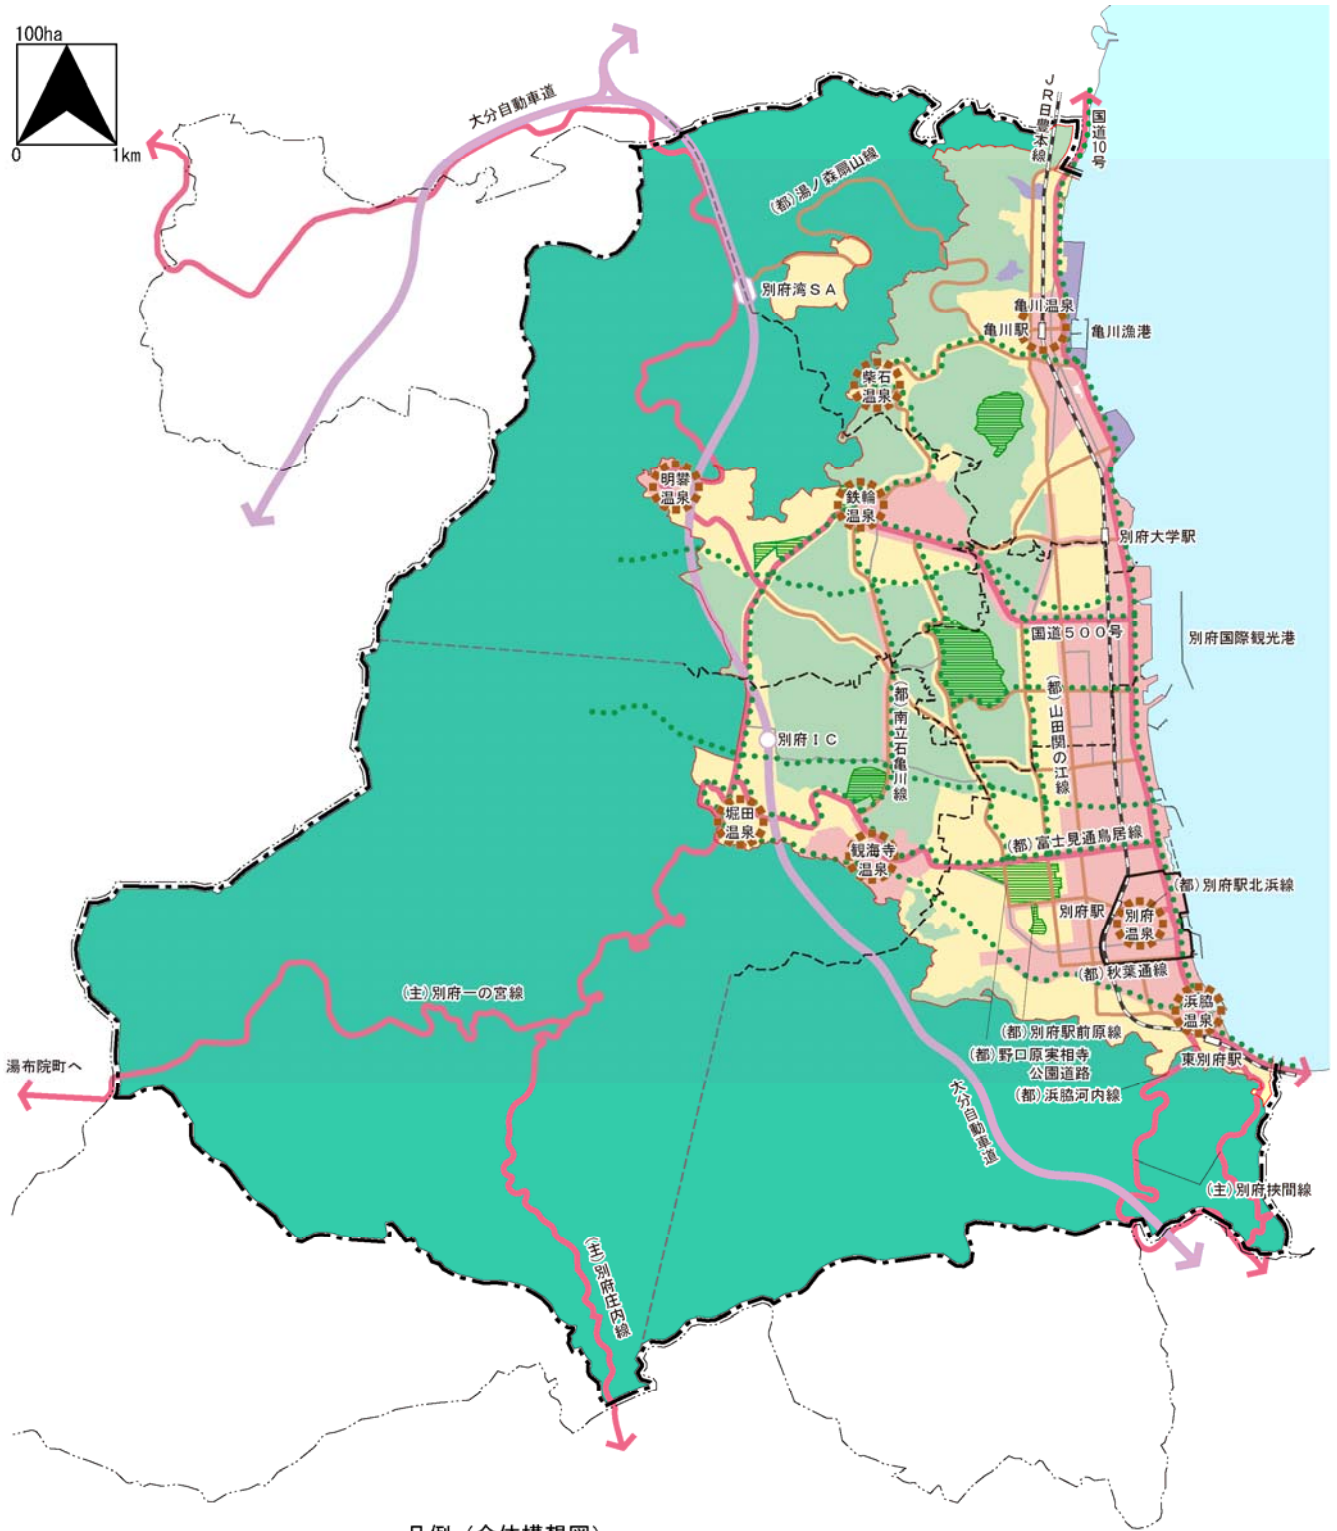 100ha
0
1km
大分自動車道
JR日豊本線
国道10号
(都)湯ノ森扇山線
別府湾SA
亀川温泉
亀川駅
亀川漁港
柴石
温泉
明礬
温泉
鉄輪
温泉
別府大学駅
国道500号
別府国際観光港
(都)南立石亀川線
(都)山田関の江線
別府IC
堀田
温泉
観海寺
温泉
(都)富士見通鳥居線
(都)別府駅北浜線
別府駅
別府
温泉
(都)秋葉通線
(主)別府一の宮線
浜脇
温泉
(都)別府駅前原線
(都)野口原実相寺
公園道路
東別府駅
湯布院町へ
(都)浜脇河内線
大分自動車道
(主)別府挾間線
(主)別府庄内線
凡例(全体構想図)